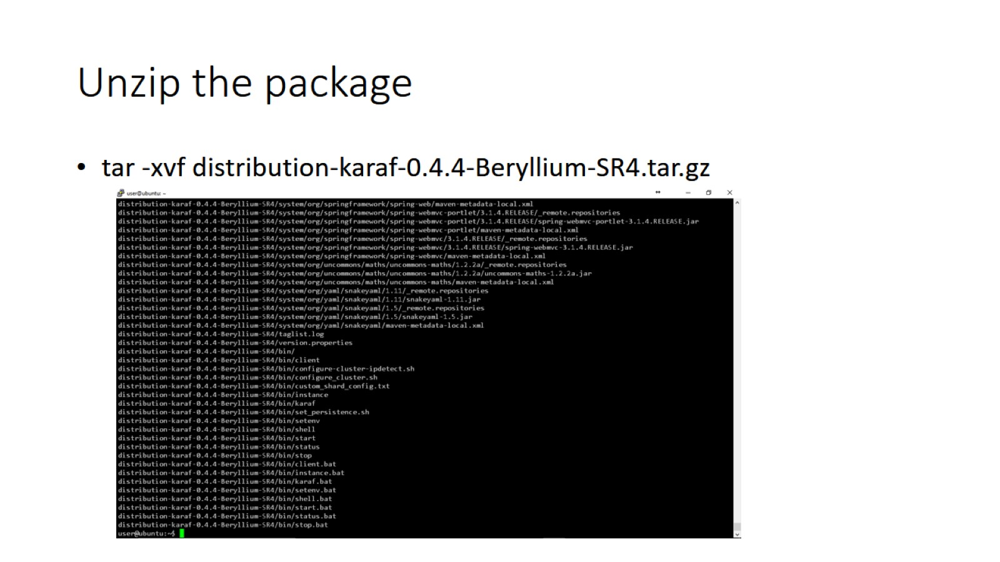 Unzip the package
• tar -xvf distribution-karaf-0.4.4-Beryllium-SR4.tar.gz
user@ubuntu: ~
distribution-karaf-0.4.4-Beryllium-SR4/system/org/springframework/spring-web/maven-metadata-local.xml
distribution-karaf-0.4.4-Beryllium-SR4/system/org/springframework/spring-webmvc-portlet/3.1.4.RELEASE/_remote.repositories
distribution-karaf-0.4.4-Beryllium-SR4/system/org/springframework/spring-webmvc-portlet/3.1.4.RELEASE/spring-webmvc-portlet-3.1.4.RELEASE.jar
distribution-karaf-0.4.4-Beryllium-SR4/system/org/springframework/spring-webmvc-portlet/maven-metadata-local.xml
distribution-karaf-0.4.4-Beryllium-SR4/system/org/springframework/spring-webmvc/3.1.4.RELEASE/_remote.repositories
distribution-karaf-0.4.4-Beryllium-SR4/system/org/springframework/spring-webmvc/3.1.4.RELEASE/spring-webmvc-3.1.4.RELEASE.jar
distribution-karaf-0.4.4-Beryllium-SR4/system/org/springframework/spring-webmvc/maven-metadata-local.xml
distribution-karaf-0.4.4-Beryllium-SR4/system/org/uncommons/maths/uncommons-maths/1.2.2a/_remote.repositories
distribution-karaf-0.4.4-Beryllium-SR4/system/org/uncommons/maths/uncommons-maths/1.2.2a/uncommons-maths-1.2.2a.jar
distribution-karaf-0.4.4-Beryllium-SR4/system/org/uncommons/maths/uncommons-maths/maven-metadata-local.xml
distribution-karaf-0.4.4-Beryllium-SR4/system/org/yaml/snakeyaml/1.11/_remote.repositories
distribution-karaf-0.4.4-Beryllium-SR4/system/org/yaml/snakeyaml/1.11/snakeyaml-1.11.jar
distribution-karaf-0.4.4-Beryllium-SR4/system/org/yaml/snakeyaml/1.5/_remote.repositories
distribution-karaf-0.4.4-Beryllium-SR4/system/org/yaml/snakeyaml/1.5/snakeyaml-1.5.jar
distribution-karaf-0.4.4-Beryllium-SR4/system/org/yaml/snakeyaml/maven-metadata-local.xml
distribution-karaf-0.4.4-Beryllium-SR4/taglist.log
distribution-karaf-0.4.4-Beryllium-SR4/version.properties
distribution-karaf-0.4.4-Beryllium-SR4/bin/
distribution-karaf-0.4.4-Beryllium-SR4/bin/client
distribution-karaf-0.4.4-Beryllium-SR4/bin/configure-cluster-ipdetect.sh
distribution-karaf-0.4.4-Beryllium-SR4/bin/configure_cluster.sh
distribution-karaf-0.4.4-Beryllium-SR4/bin/custom_shard_config.txt
distribution-karaf-0.4.4-Beryllium-SR4/bin/instance
distribution-karaf-0.4.4-Beryllium-SR4/bin/karaf
distribution-karaf-0.4.4-Beryllium-SR4/bin/set_persistence.sh
distribution-karaf-0.4.4-Beryllium-SR4/bin/setenv
distribution-karaf-0.4.4-Beryllium-SR4/bin/shell
distribution-karaf-0.4.4-Beryllium-SR4/bin/start
distribution-karaf-0.4.4-Beryllium-SR4/bin/status
distribution-karaf-0.4.4-Beryllium-SR4/bin/stop
distribution-karaf-0.4.4-Beryllium-SR4/bin/client.bat
distribution-karaf-0.4.4-Beryllium-SR4/bin/instance.bat
distribution-karaf-0.4.4-Beryllium-SR4/bin/karaf.bat
distribution-karaf-0.4.4-Beryllium-SR4/bin/setenv.bat
distribution-karaf-0.4.4-Beryllium-SR4/bin/shell.bat
distribution-karaf-0.4.4-Beryllium-SR4/bin/start.bat
distribution-karaf-0.4.4-Beryllium-SR4/bin/status.bat
distribution-karaf-0.4.4-Beryllium-SR4/bin/stop.bat
user@ubuntu:~$